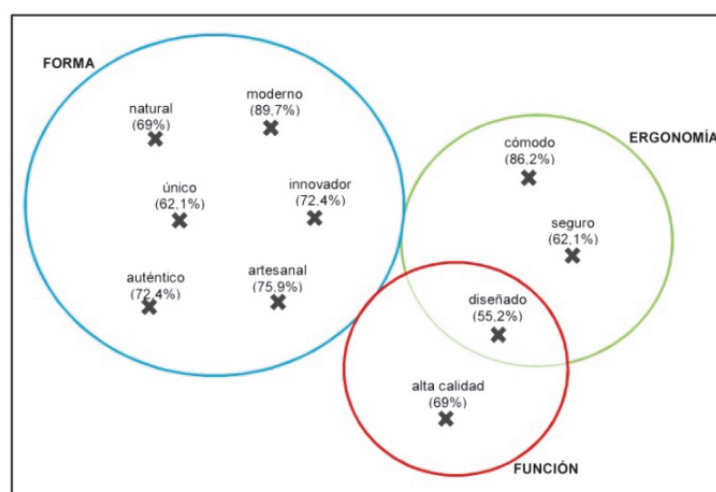 FORMA
natural
(69%)
moderno
(89,7%)
único
(62,1%)
innovador
(72,4%)
auténtico
(72,4%)
artesanal
(75,9%)
ERGONOMÍA
cómodo
(86,2%)
seguro
(62,1%)
diseñado
(55,2%)
alta calidad
(69%)
FUNCIÓN